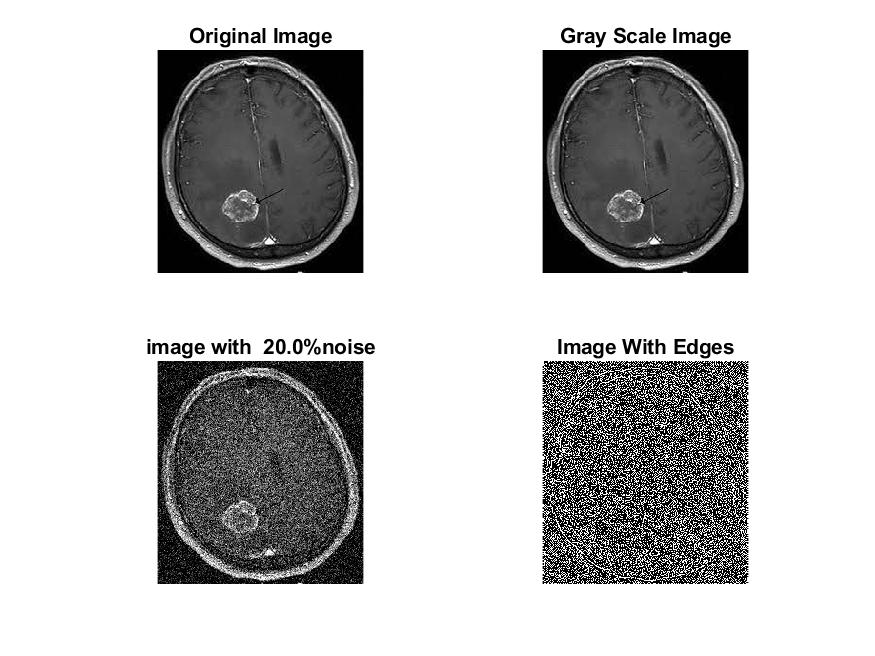 Original Image
Gray Scale Image
image with  20.0%noise
Image With Edges